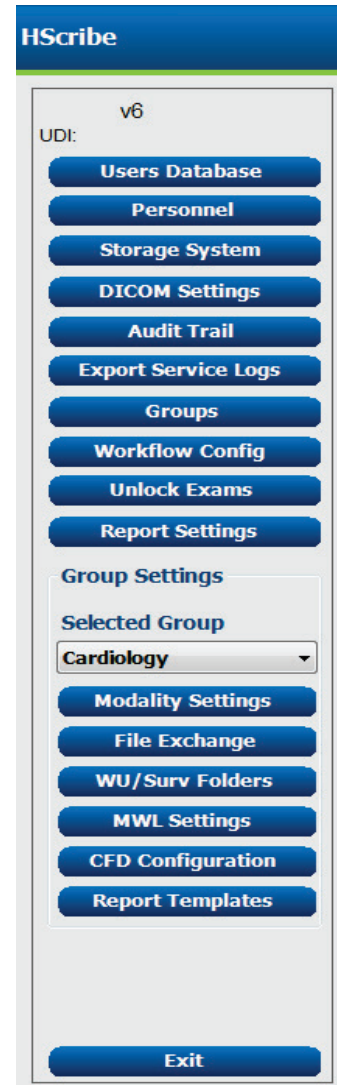 HScribe
v6
UDI:
Users Database
Personnel
Storage System
DICOM Settings
Audit Trail
Export Service Logs
Groups
Workflow Config
Unlock Exams
Report Settings
Group Settings
Selected Group
Cardiology
Modality Settings
File Exchange
WU/Surv Folders
MWL Settings
CFD Configuration
Report Templates
Exit